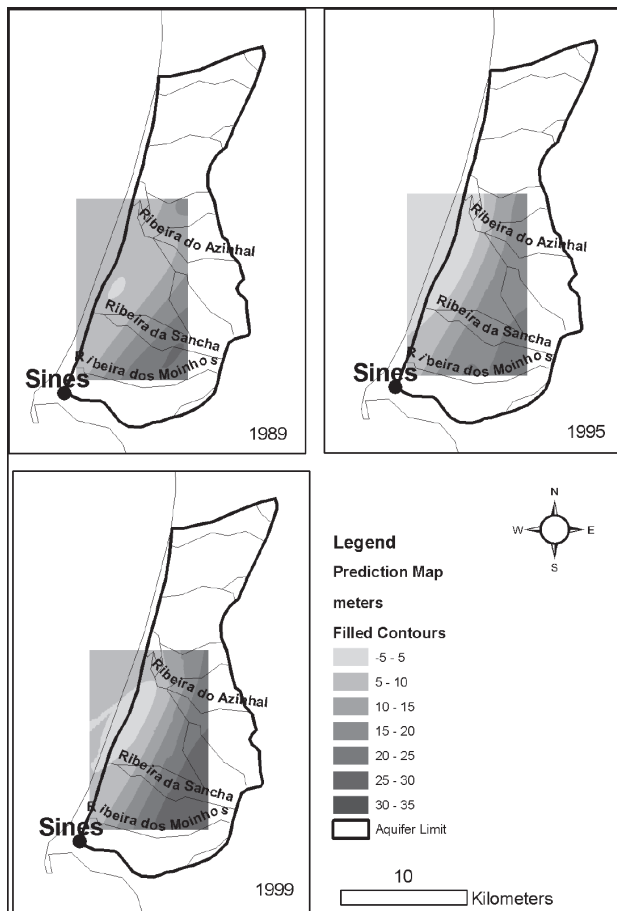 Ribeira do Azinhal
Ribeira da Sancha
Ribeira dos Moinhos
Sines
1989
Ribeira do Azinhal
Ribeira da Sancha
Ribeira dos Moinhos
Sines
1995
Ribeira do Azinhal
Ribeira da Sancha
Ribeira dos Moinhos
Sines
1999
N
W E
S
Legend
Prediction Map
meters
Filled Contours
-5 - 5
5 - 10
10 - 15
15 - 20
20 - 25
25 - 30
30 - 35
Aquifer Limit
10
Kilometers